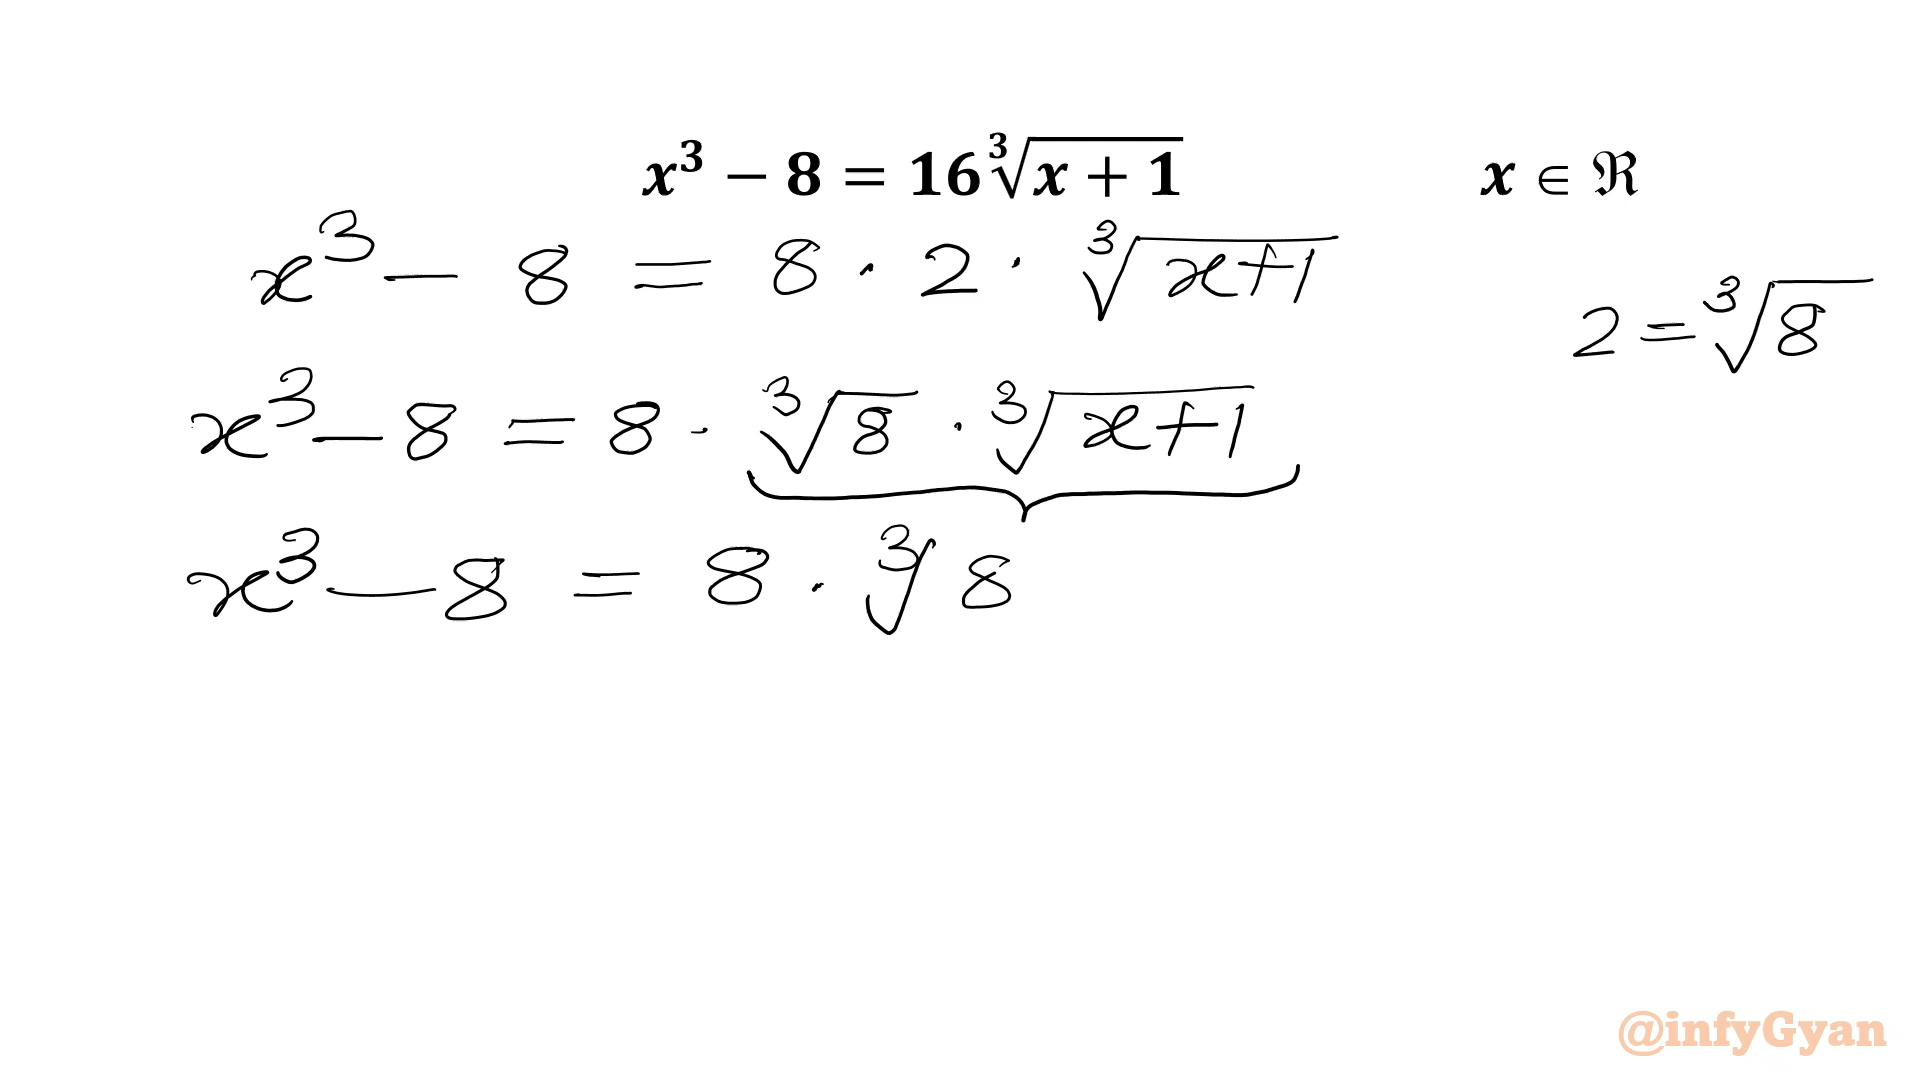 x³ − 8 = 16∛(x + 1)    x ∈ ℜ
x³ − 8 = 8 · 2 · ∛(x+1)
2 = ∛8
x³ − 8 = 8 · ∛8 · ∛(x+1)
x³ − 8 = 8 · ∛8
@infyGyan